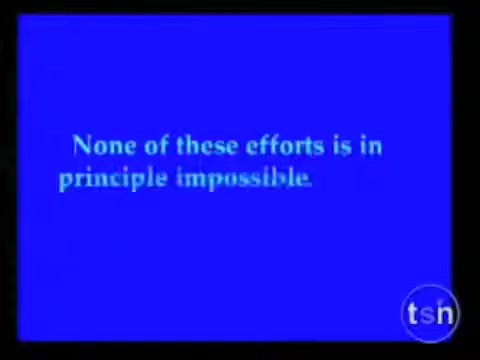 None of these efforts is in
principle impossible.
tsn